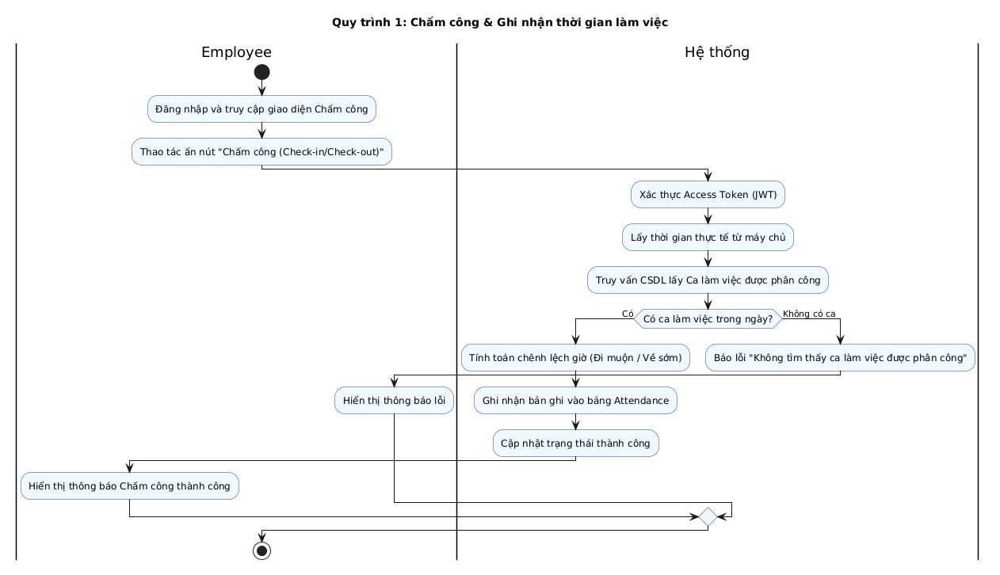 Quy trình 1: Chấm công & Ghi nhận thời gian làm việc
Employee
Hệ thống
Đăng nhập và truy cập giao diện Chấm công
Thao tác ấn nút "Chấm công (Check-in/Check-out)"
Xác thực Access Token (JWT)
Lấy thời gian thực tế từ máy chủ
Truy vấn CSDL lấy Ca làm việc được phân công
Có
Có ca làm việc trong ngày?
Không có ca
Tính toán chênh lệch giờ (Đi muộn / Về sớm)
Báo lỗi "Không tìm thấy ca làm việc được phân công"
Hiển thị thông báo lỗi
Ghi nhận bản ghi vào bảng Attendance
Cập nhật trạng thái thành công
Hiển thị thông báo Chấm công thành công